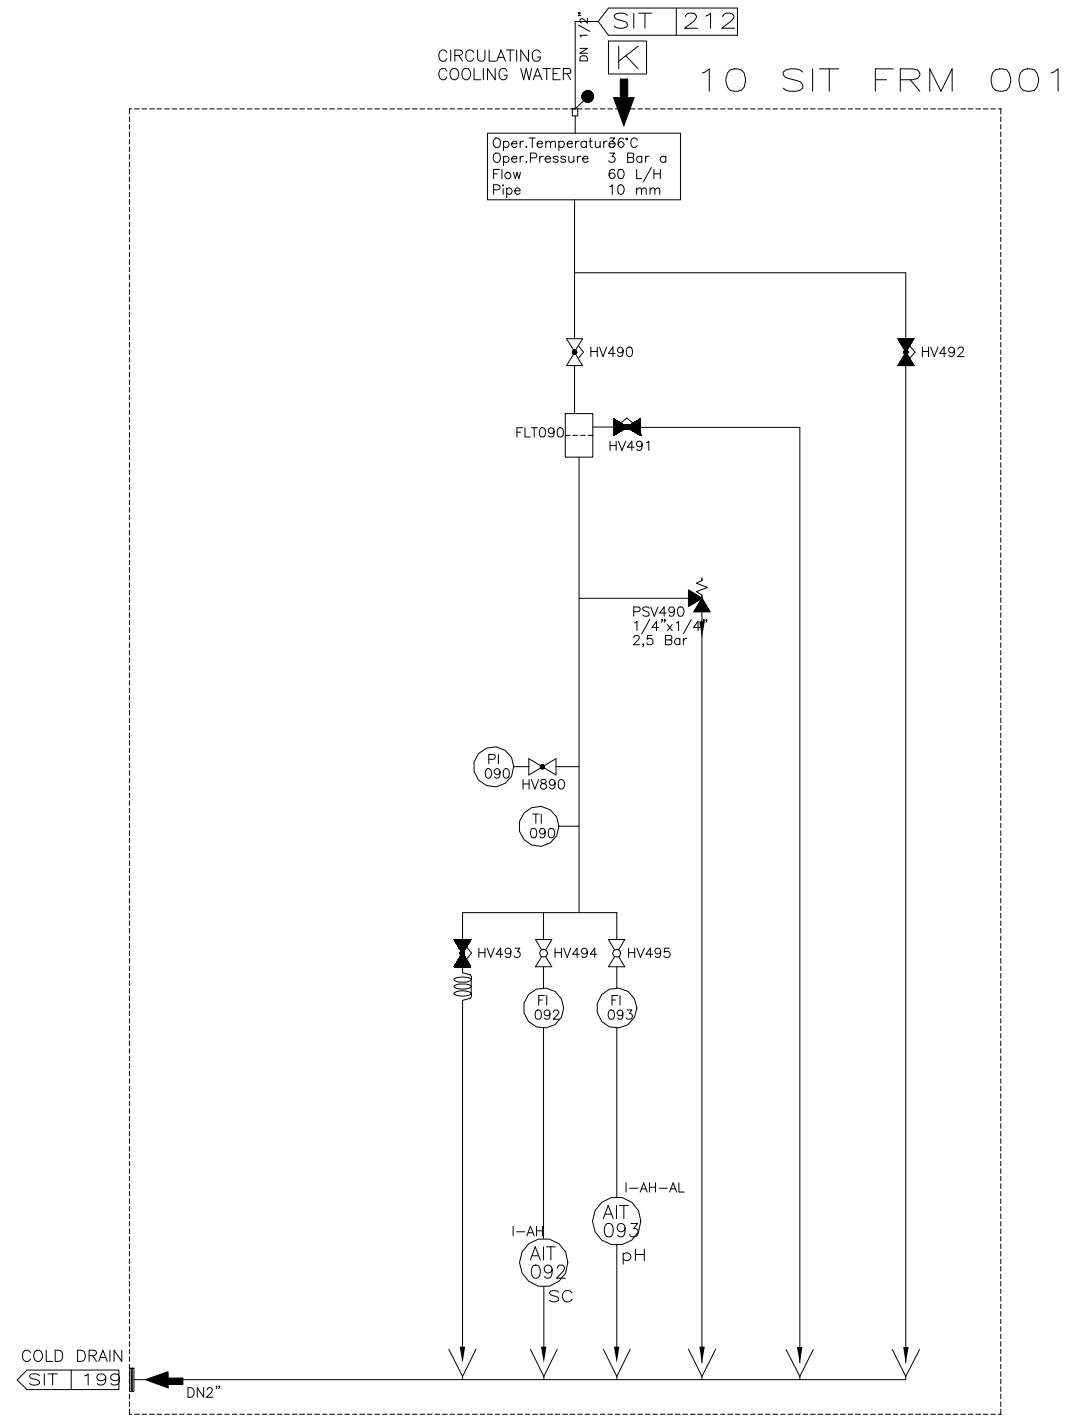 SIT 212
DN 1/2"
K
CIRCULATING
COOLING WATER
10 SIT FRM 001
Oper.Temperature 36°C
Oper.Pressure 3 Bar a
Flow 60 L/H
Pipe 10 mm
HV490
HV492
FLT090
HV491
PSV490
1/4"x1/4"
2,5 Bar
PI
090
HV890
TI
090
HV493
HV494
HV495
FI
092
FI
093
I-AH-AL
AIT
093
pH
I-AH
AIT
092
SC
COLD DRAIN
SIT 199
DN2"